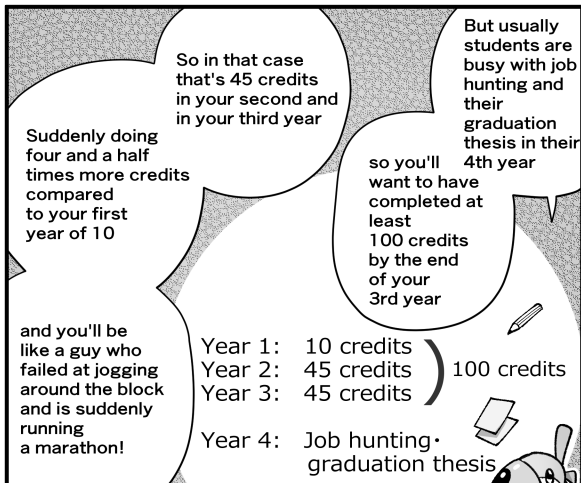 But usually
students are
busy with job
hunting and
their
graduation
thesis in their
4th year
so you'll
want to have
completed at
least
100 credits
by the end
of your
3rd year
So in that case
that's 45 credits
in your second and
in your third year
Suddenly doing
four and a half
times more credits
compared
to your first
year of 10
and you'll be
like a guy who
failed at jogging
around the block
and is suddenly
running
a marathon!
Year 1: 10 credits
Year 2: 45 credits
Year 3: 45 credits
100 credits
Year 4: Job hunting・
graduation thesis